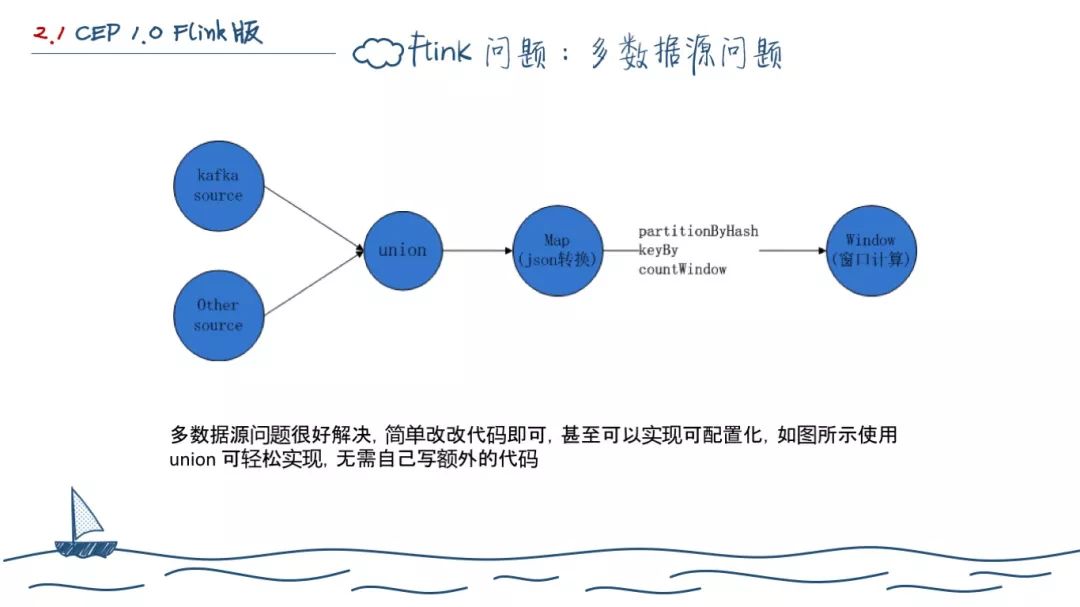 2.1 CEP 1.0 Flink版
Flink 问题：多数据源问题
kafka
source
Other
source
union
Map
(json转换)
partitionByHash
keyBy
countWindow
Window
(窗口计算)
多数据源问题很好解决, 简单改改代码即可, 甚至可以实现可配置化, 如图所示使用
union 可轻松实现, 无需自己写额外的代码